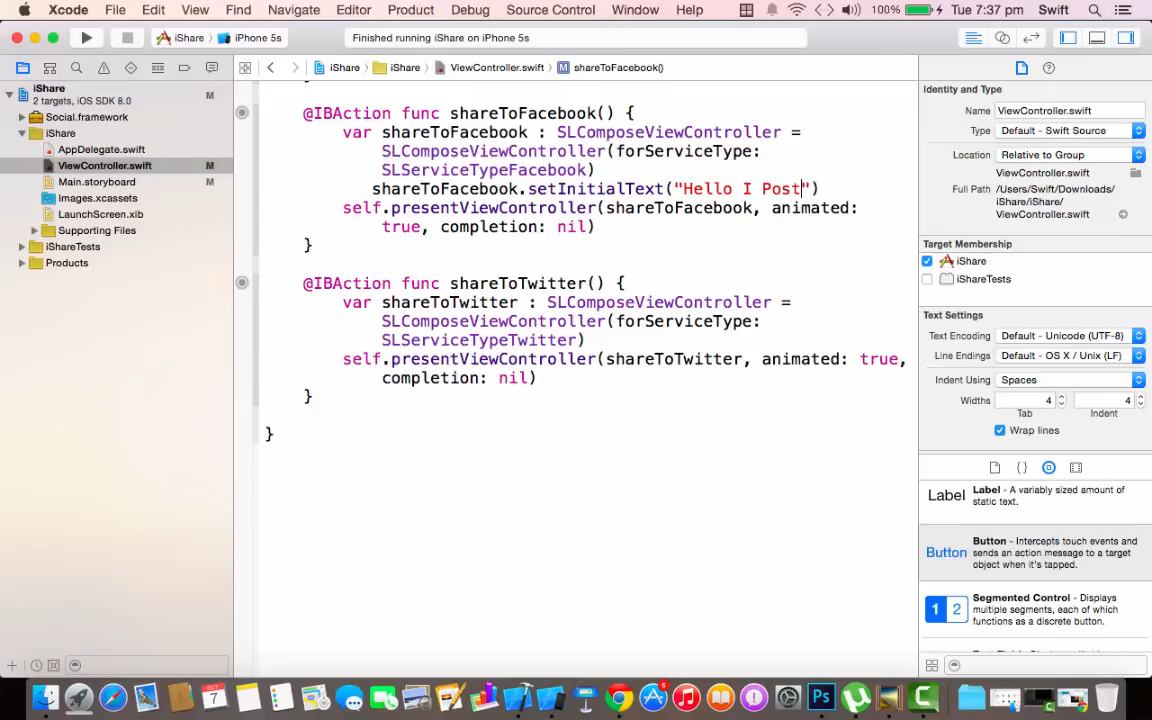 Xcode File Edit View Find Navigate Editor Product Debug Source Control Window Help 100% Tue 7:37 pm Swift
iShare iPhone 5s Finished running iShare on iPhone 5s
iShare iShare ViewController.swift M shareToFacebook()
iShare M
2 targets, iOS SDK 8.0
Social.framework
iShare
AppDelegate.swift
ViewController.swift M
Main.storyboard M
Images.xcassets
LaunchScreen.xib
Supporting Files
iShareTests
Products
}
@IBAction func shareToFacebook() {
var shareToFacebook : SLComposeViewController =
SLComposeViewController(forServiceType:
SLServiceTypeFacebook)
shareToFacebook.setInitialText("Hello I Post")
self.presentViewController(shareToFacebook, animated:
true, completion: nil)
}
@IBAction func shareToTwitter() {
var shareToTwitter : SLComposeViewController =
SLComposeViewController(forServiceType:
SLServiceTypeTwitter)
self.presentViewController(shareToTwitter, animated: true,
completion: nil)
}
}
Identity and Type
Name ViewController.swift
Type Default - Swift Source
Location Relative to Group
ViewController.swift
Full Path /Users/Swift/Downloads/
iShare/iShare/
ViewController.swift
Target Membership
iShare
iShareTests
Text Settings
Text Encoding Default - Unicode (UTF-8)
Line Endings Default - OS X / Unix (LF)
Indent Using Spaces
Widths 4 4
Tab Indent
Wrap lines
{}
Label Label - A variably sized amount of
static text.
Button Button - Intercepts touch events and
sends an action message to a target
object when it's tapped.
1 2 Segmented Control - Displays
multiple segments, each of which
functions as a discrete button.